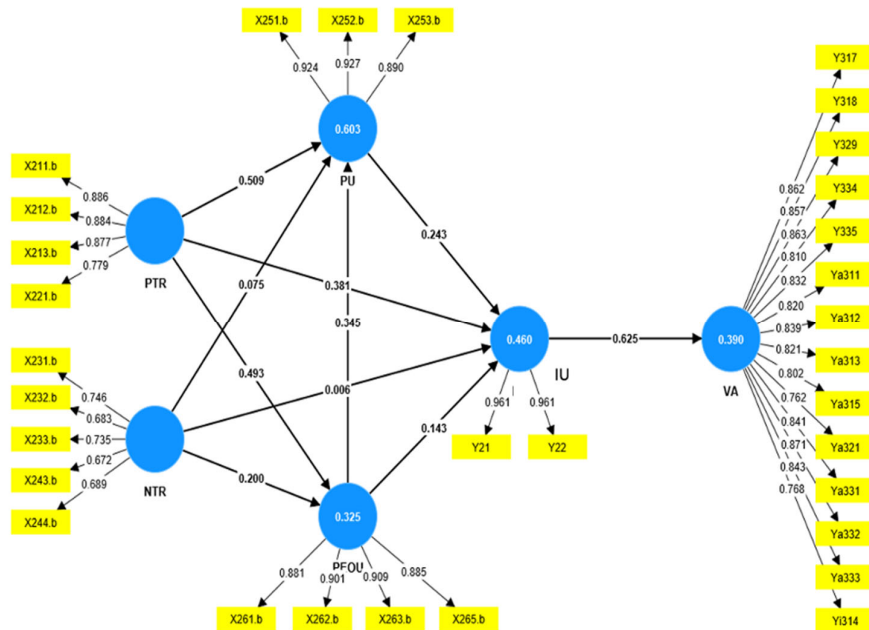 X251.b X252.b X253.b
0.924 0.927 0.890
0.603
PU
X211.b
X212.b
X213.b
X221.b
0.886
0.884
0.877
0.779
PTR
0.509
0.075
0.381
0.345
0.493
0.006
0.200
0.243
0.143
X231.b
X232.b
X233.b
X243.b
X244.b
0.746
0.683
0.735
0.672
0.689
NTR
0.325
PEOU
0.881 0.901 0.909 0.885
X261.b X262.b X263.b X265.b
0.460
IU
0.961 0.961
Y21 Y22
0.625
0.390
VA
0.862
0.857
0.863
0.810
0.832
0.820
0.839
0.821
0.802
0.762
0.841
0.871
0.843
0.768
Y317
Y318
Y329
Y334
Y335
Ya311
Ya312
Ya313
Ya315
Ya321
Ya331
Ya332
Ya333
Yi314